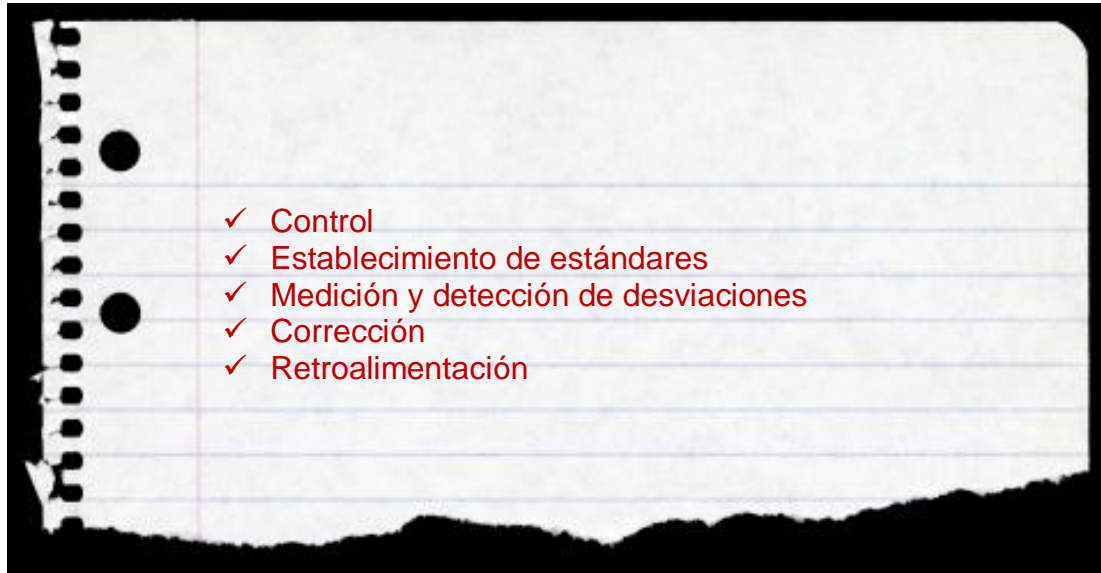 ✓ Control
✓ Establecimiento de estándares
✓ Medición y detección de desviaciones
✓ Corrección
✓ Retroalimentación